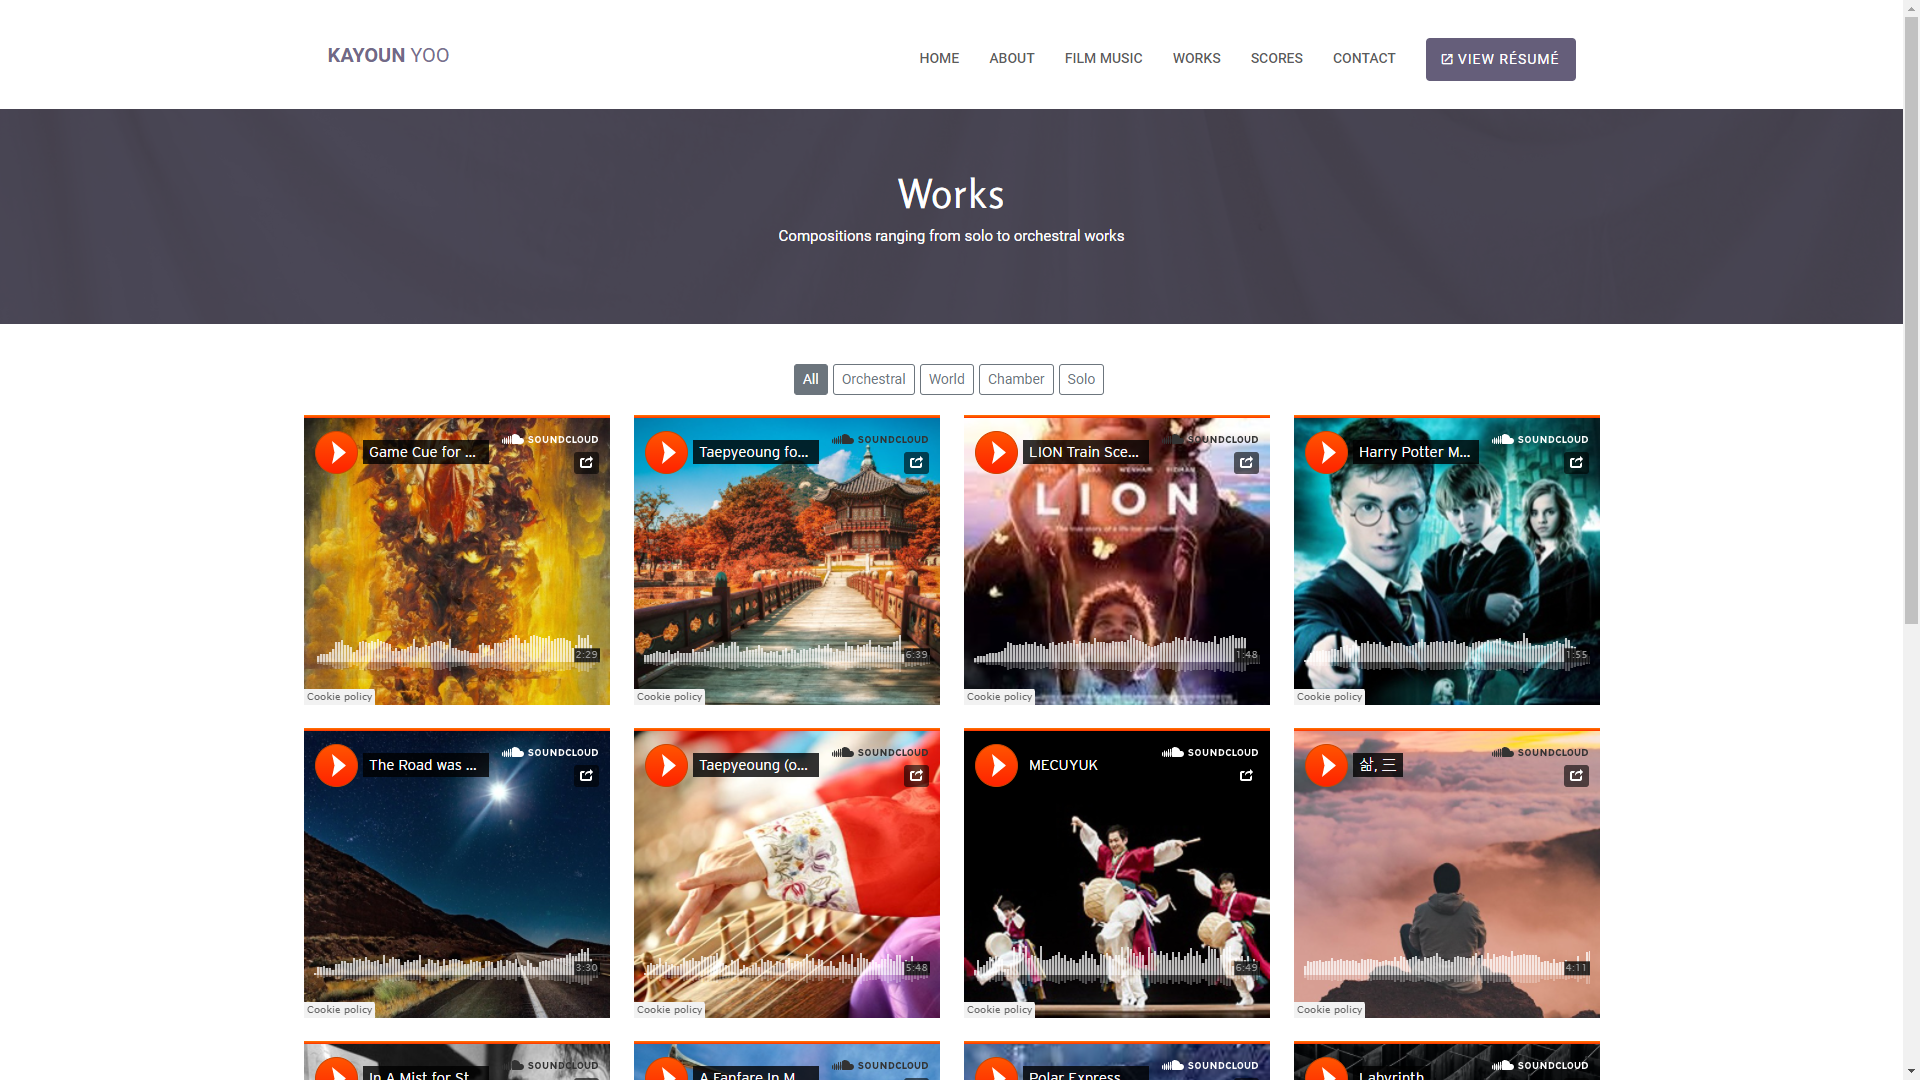 KAYOUN YOO
HOME ABOUT FILM MUSIC WORKS SCORES CONTACT VIEW RÉSUMÉ
Works
Compositions ranging from solo to orchestral works
All Orchestral World Chamber Solo
Game Cue for ...
SOUNDCLOUD
2:29
Cookie policy
Taepyeoung fo...
SOUNDCLOUD
6:39
Cookie policy
LION Train Sce...
SOUNDCLOUD
LION
1:48
Cookie policy
Harry Potter M...
SOUNDCLOUD
1:55
Cookie policy
The Road was ...
SOUNDCLOUD
3:30
Cookie policy
Taepyeoung (o...
SOUNDCLOUD
5:48
Cookie policy
MECUYUK
SOUNDCLOUD
6:49
Cookie policy
삶, 三
SOUNDCLOUD
4:11
Cookie policy
In A Mist for St...
SOUNDCLOUD
A Fanfare In M...
SOUNDCLOUD
Polar Express
SOUNDCLOUD
Labyrinth
SOUNDCLOUD